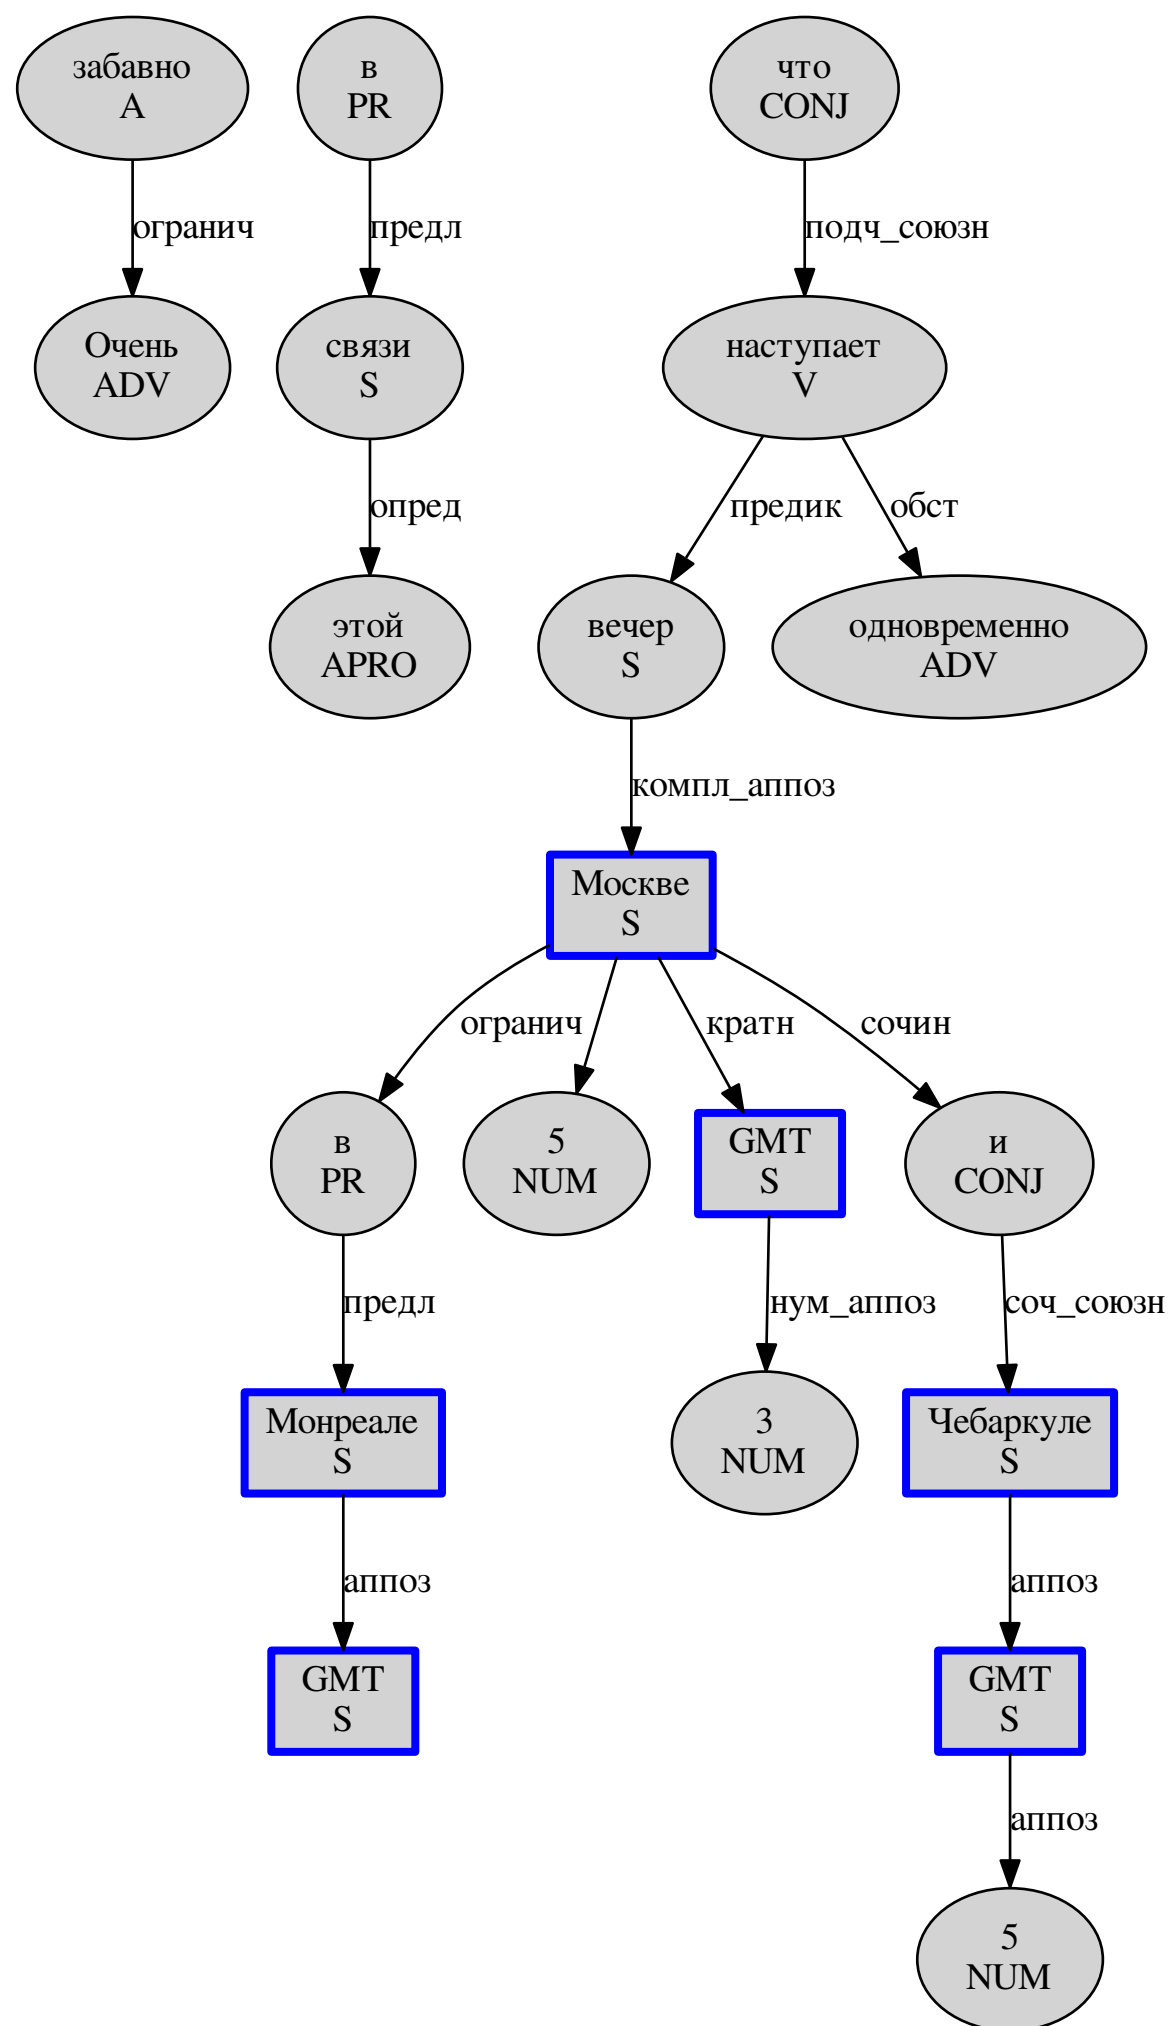 забавно
A
в
PR
что
CONJ
огранич
предл
подч_союзн
Очень
ADV
связи
S
наступает
V
опред
предик
обст
этой
APRO
вечер
S
одновременно
ADV
компл_аппоз
Москве
S
огранич
кратн
сочин
в
PR
5
NUM
GMT
S
и
CONJ
предл
нум_аппоз
соч_союзн
Монреале
S
3
NUM
Чебаркуле
S
аппоз
аппоз
GMT
S
GMT
S
аппоз
5
NUM